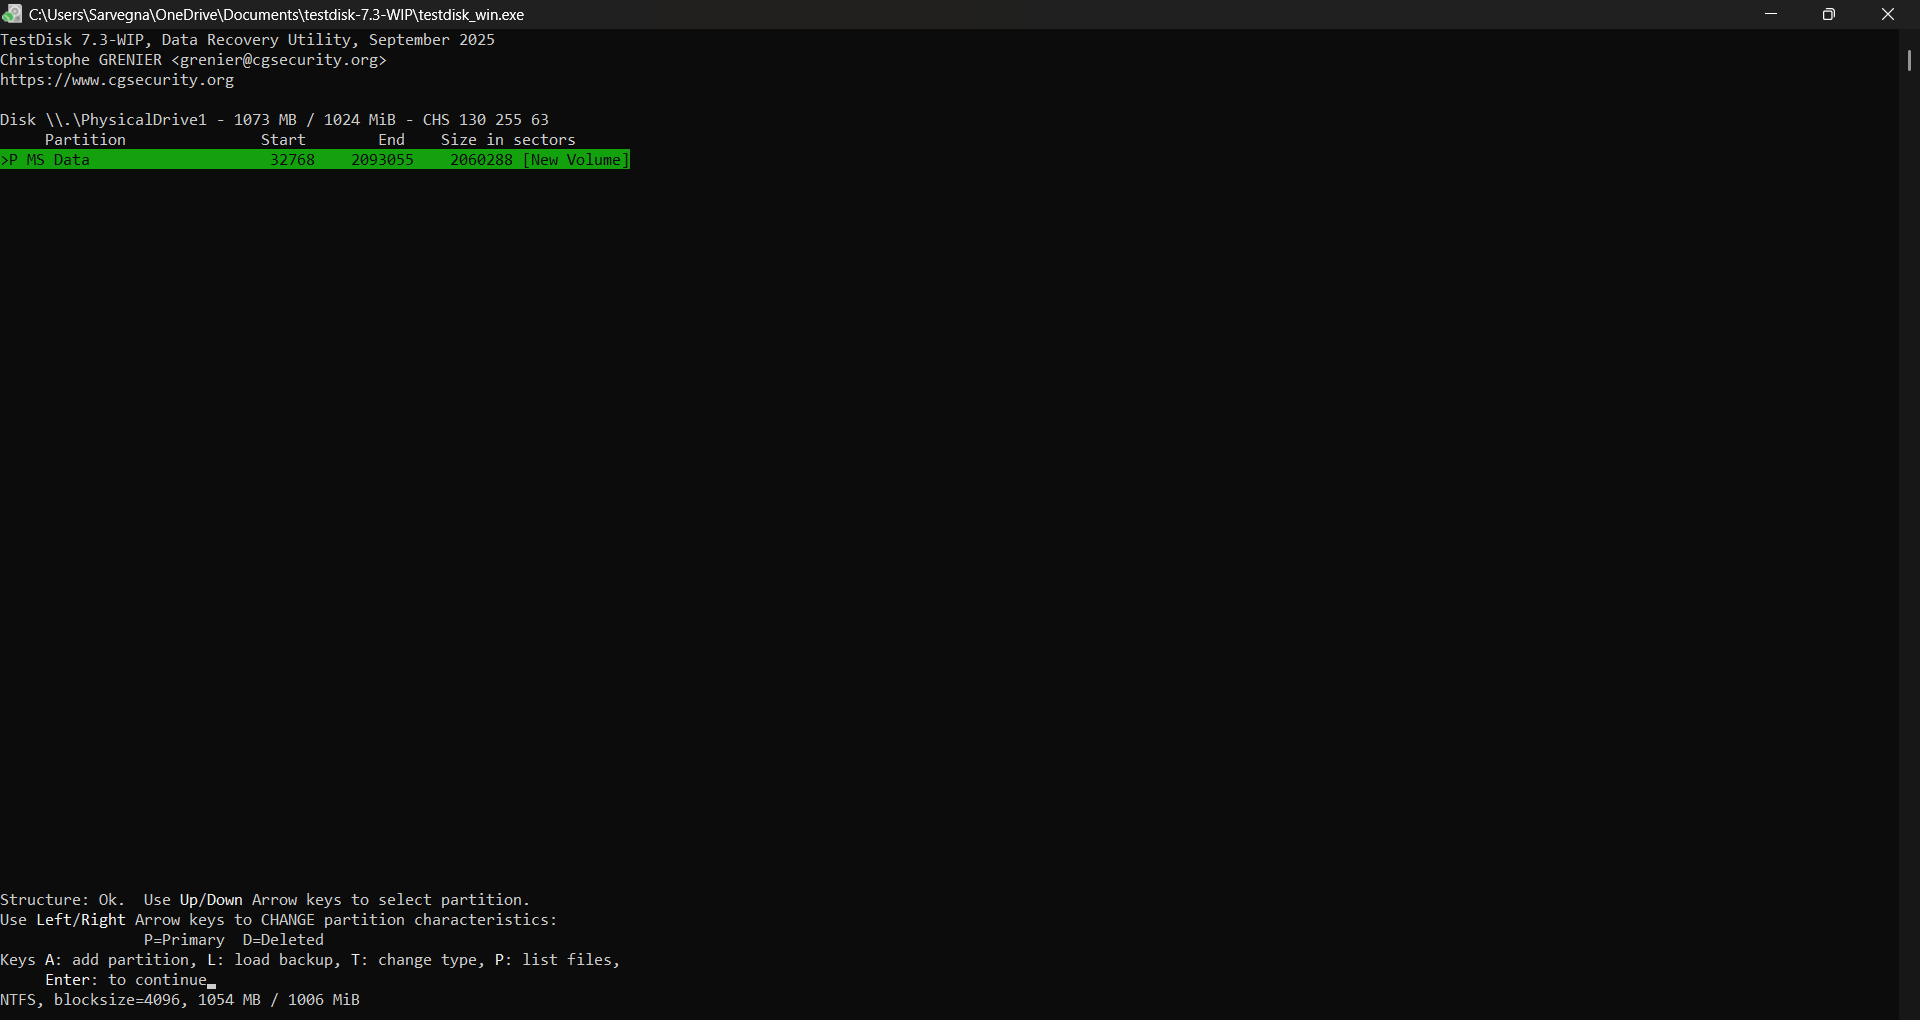 C:\Users\Sarvegna\OneDrive\Documents\testdisk-7.3-WIP\testdisk_win.exe
TestDisk 7.3-WIP, Data Recovery Utility, September 2025
Christophe GRENIER <grenier@cgsecurity.org>
https://www.cgsecurity.org
Disk \\.\PhysicalDrive1 - 1073 MB / 1024 MiB - CHS 130 255 63
     Partition               Start        End    Size in sectors
>P MS Data                    32768    2093055    2060288 [New Volume]
Structure: Ok.  Use Up/Down Arrow keys to select partition.
Use Left/Right Arrow keys to CHANGE partition characteristics:
                P=Primary  D=Deleted
Keys A: add partition, L: load backup, T: change type, P: list files,
     Enter: to continue
NTFS, blocksize=4096, 1054 MB / 1006 MiB